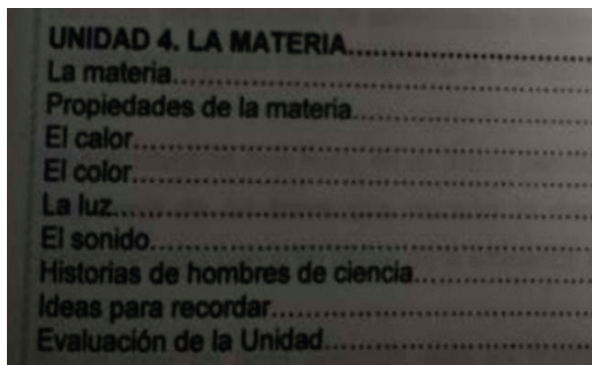 UNIDAD 4. LA MATERIA....................................
La materia............................................................
Propiedades de la materia...................................
El calor.................................................................
El color.................................................................
La luz....................................................................
El sonido...............................................................
Historias de hombres de ciencia..........................
Ideas para recordar..............................................
Evaluación de la Unidad.......................................